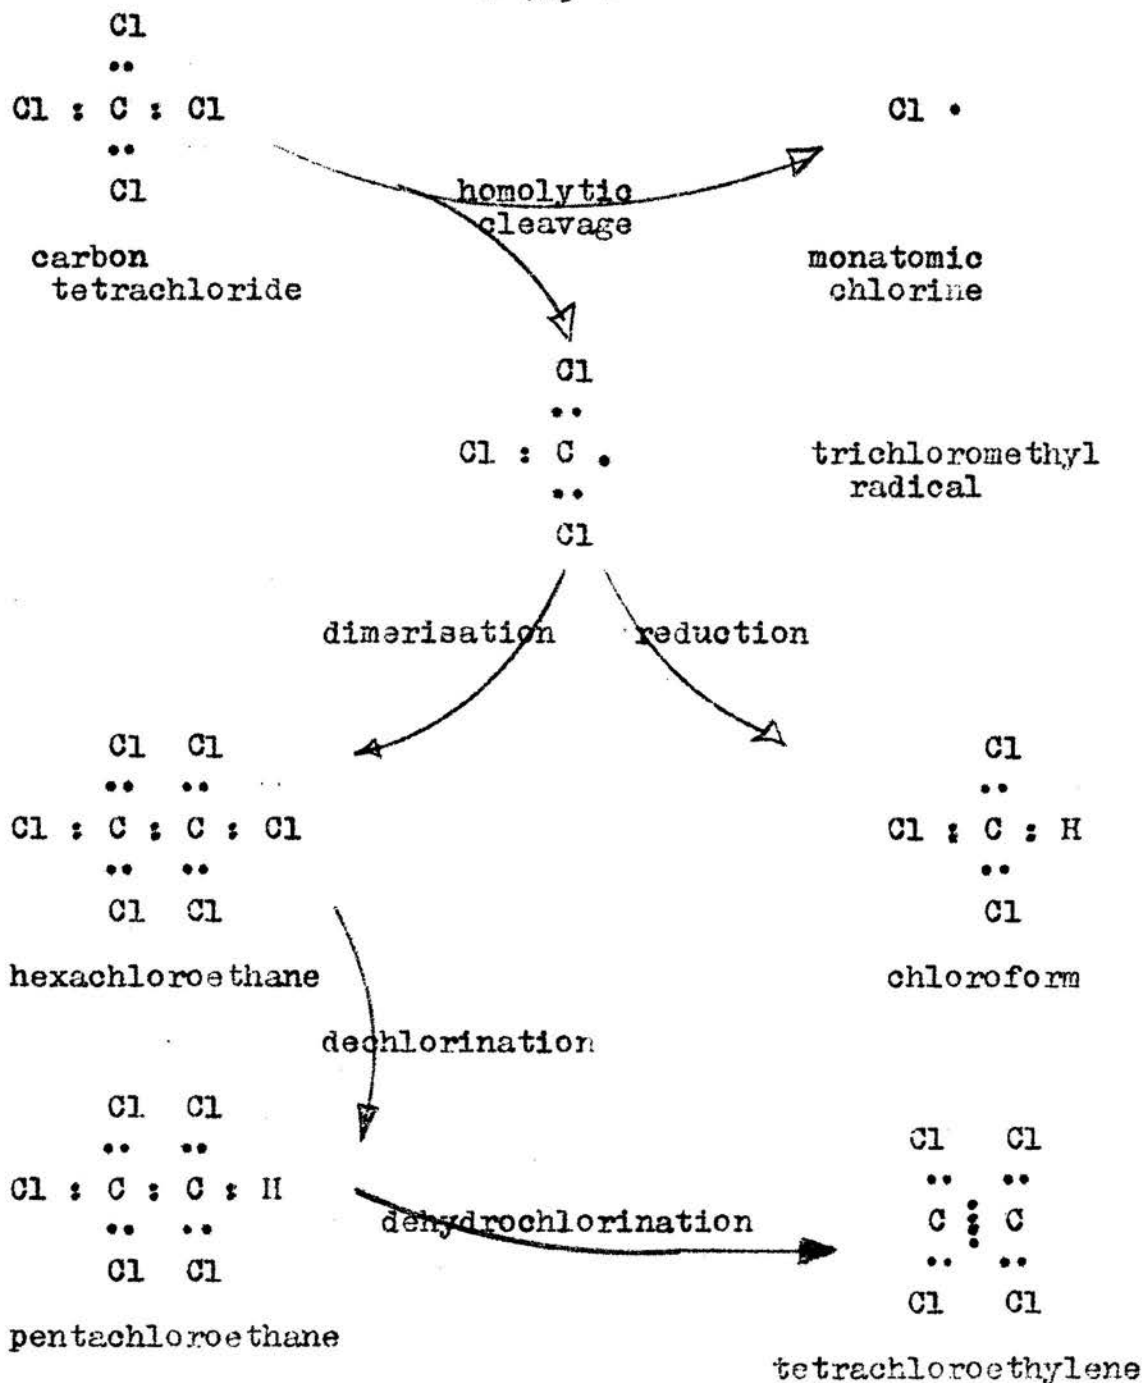 Cl
Cl : C : Cl
Cl
Cl •
homolytic
cleavage
carbon
tetrachloride
monatomic
chlorine
Cl
Cl : C •
Cl
trichloromethyl
radical
dimerisation
reduction
Cl Cl
Cl : C : C : Cl
Cl Cl
hexachloroethane
Cl
Cl : C : H
Cl
chloroform
dechlorination
Cl Cl
Cl : C : C : H
Cl Cl
pentachloroethane
dehydrochlorination
Cl Cl
C :: C
Cl Cl
tetrachloroethylene